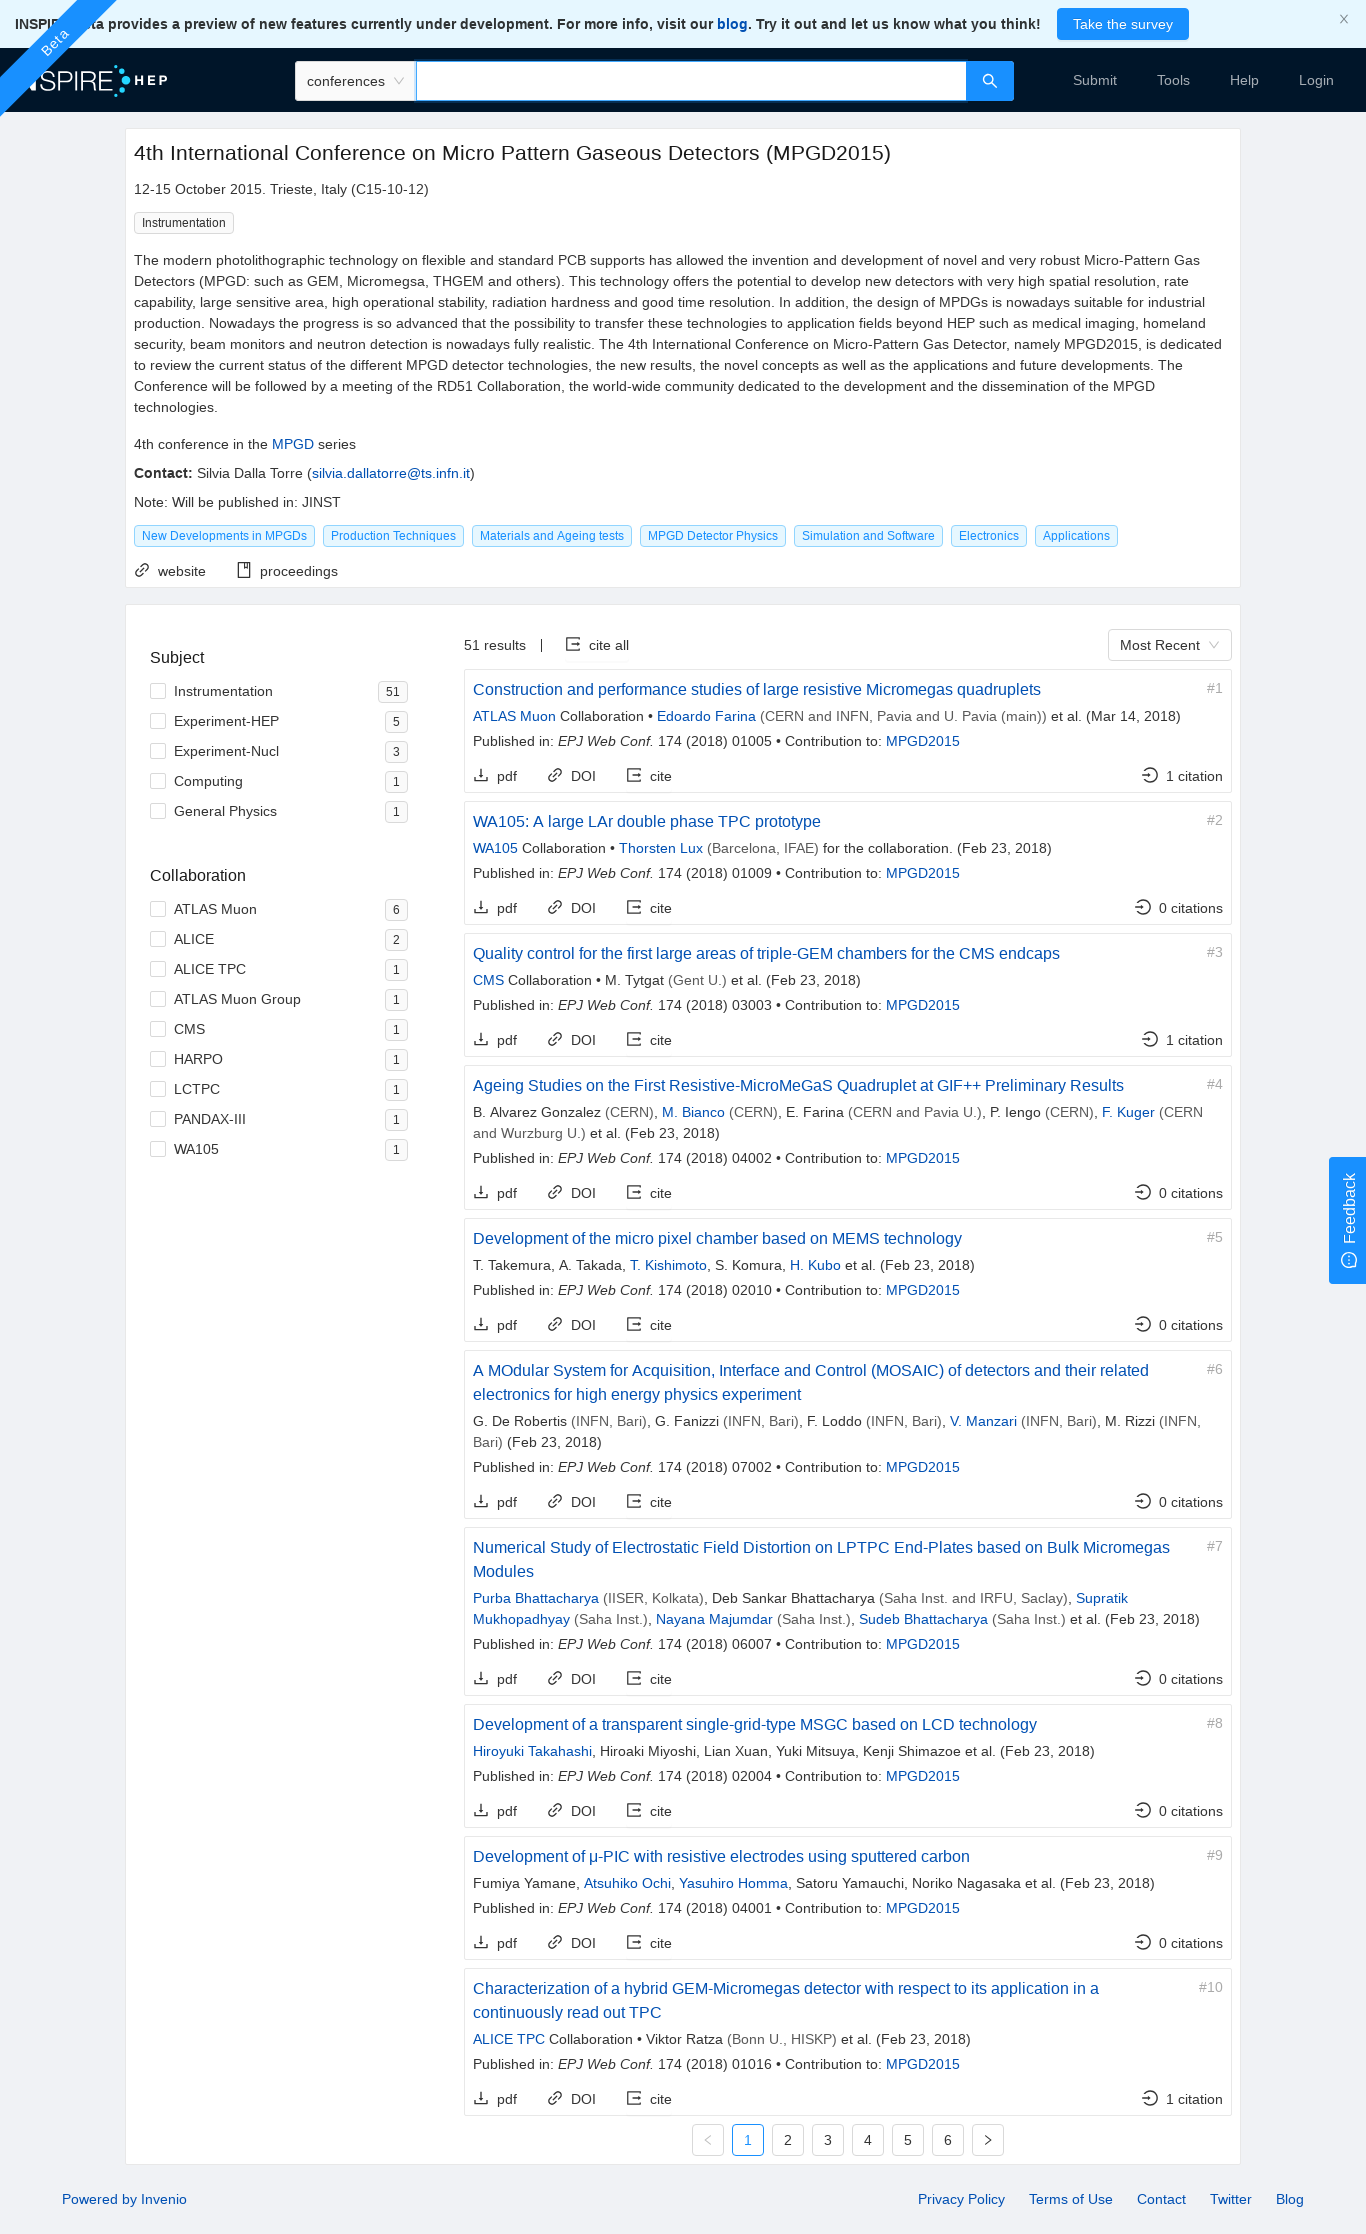 provides a preview of new features currently under development. For more info, visit our blog. Try it out and let us know what you think!
Take the survey
Beta
NSPIRE HEP
conferences
Submit
Tools
Help
Login
4th International Conference on Micro Pattern Gaseous Detectors (MPGD2015)
12-15 October 2015. Trieste, Italy (C15-10-12)
Instrumentation
The modern photolithographic technology on flexible and standard PCB supports has allowed the invention and development of novel and very robust Micro-Pattern Gas
Detectors (MPGD: such as GEM, Micromegsa, THGEM and others). This technology offers the potential to develop new detectors with very high spatial resolution, rate
capability, large sensitive area, high operational stability, radiation hardness and good time resolution. In addition, the design of MPDGs is nowadays suitable for industrial
production. Nowadays the progress is so advanced that the possibility to transfer these technologies to application fields beyond HEP such as medical imaging, homeland
security, beam monitors and neutron detection is nowadays fully realistic. The 4th International Conference on Micro-Pattern Gas Detector, namely MPGD2015, is dedicated
to review the current status of the different MPGD detector technologies, the new results, the novel concepts as well as the applications and future developments. The
Conference will be followed by a meeting of the RD51 Collaboration, the world-wide community dedicated to the development and the dissemination of the MPGD
technologies.
4th conference in the MPGD series
Contact: Silvia Dalla Torre (silvia.dallatorre@ts.infn.it)
Note: Will be published in: JINST
New Developments in MPGDs Production Techniques Materials and Ageing tests MPGD Detector Physics Simulation and Software Electronics Applications
website proceedings
Subject
Instrumentation 51
Experiment-HEP 5
Experiment-Nucl 3
Computing 1
General Physics 1
Collaboration
ATLAS Muon 6
ALICE 2
ALICE TPC 1
ATLAS Muon Group 1
CMS 1
HARPO 1
LCTPC 1
PANDAX-III 1
WA105 1
51 results | cite all
Most Recent
Construction and performance studies of large resistive Micromegas quadruplets #1
ATLAS Muon Collaboration • Edoardo Farina (CERN and INFN, Pavia and U. Pavia (main)) et al. (Mar 14, 2018)
Published in: EPJ Web Conf. 174 (2018) 01005 • Contribution to: MPGD2015
pdf DOI cite 1 citation
WA105: A large LAr double phase TPC prototype #2
WA105 Collaboration • Thorsten Lux (Barcelona, IFAE) for the collaboration. (Feb 23, 2018)
Published in: EPJ Web Conf. 174 (2018) 01009 • Contribution to: MPGD2015
pdf DOI cite 0 citations
Quality control for the first large areas of triple-GEM chambers for the CMS endcaps #3
CMS Collaboration • M. Tytgat (Gent U.) et al. (Feb 23, 2018)
Published in: EPJ Web Conf. 174 (2018) 03003 • Contribution to: MPGD2015
pdf DOI cite 1 citation
Ageing Studies on the First Resistive-MicroMeGaS Quadruplet at GIF++ Preliminary Results #4
B. Alvarez Gonzalez (CERN), M. Bianco (CERN), E. Farina (CERN and Pavia U.), P. Iengo (CERN), F. Kuger (CERN
and Wurzburg U.) et al. (Feb 23, 2018)
Published in: EPJ Web Conf. 174 (2018) 04002 • Contribution to: MPGD2015
pdf DOI cite 0 citations
Development of the micro pixel chamber based on MEMS technology #5
T. Takemura, A. Takada, T. Kishimoto, S. Komura, H. Kubo et al. (Feb 23, 2018)
Published in: EPJ Web Conf. 174 (2018) 02010 • Contribution to: MPGD2015
pdf DOI cite 0 citations
A MOdular System for Acquisition, Interface and Control (MOSAIC) of detectors and their related #6
electronics for high energy physics experiment
G. De Robertis (INFN, Bari), G. Fanizzi (INFN, Bari), F. Loddo (INFN, Bari), V. Manzari (INFN, Bari), M. Rizzi (INFN,
Bari) (Feb 23, 2018)
Published in: EPJ Web Conf. 174 (2018) 07002 • Contribution to: MPGD2015
pdf DOI cite 0 citations
Numerical Study of Electrostatic Field Distortion on LPTPC End-Plates based on Bulk Micromegas #7
Modules
Purba Bhattacharya (IISER, Kolkata), Deb Sankar Bhattacharya (Saha Inst. and IRFU, Saclay), Supratik
Mukhopadhyay (Saha Inst.), Nayana Majumdar (Saha Inst.), Sudeb Bhattacharya (Saha Inst.) et al. (Feb 23, 2018)
Published in: EPJ Web Conf. 174 (2018) 06007 • Contribution to: MPGD2015
pdf DOI cite 0 citations
Development of a transparent single-grid-type MSGC based on LCD technology #8
Hiroyuki Takahashi, Hiroaki Miyoshi, Lian Xuan, Yuki Mitsuya, Kenji Shimazoe et al. (Feb 23, 2018)
Published in: EPJ Web Conf. 174 (2018) 02004 • Contribution to: MPGD2015
pdf DOI cite 0 citations
Development of μ-PIC with resistive electrodes using sputtered carbon #9
Fumiya Yamane, Atsuhiko Ochi, Yasuhiro Homma, Satoru Yamauchi, Noriko Nagasaka et al. (Feb 23, 2018)
Published in: EPJ Web Conf. 174 (2018) 04001 • Contribution to: MPGD2015
pdf DOI cite 0 citations
Characterization of a hybrid GEM-Micromegas detector with respect to its application in a #10
continuously read out TPC
ALICE TPC Collaboration • Viktor Ratza (Bonn U., HISKP) et al. (Feb 23, 2018)
Published in: EPJ Web Conf. 174 (2018) 01016 • Contribution to: MPGD2015
pdf DOI cite 1 citation
1 2 3 4 5 6
Feedback
Powered by Invenio
Privacy Policy Terms of Use Contact Twitter Blog